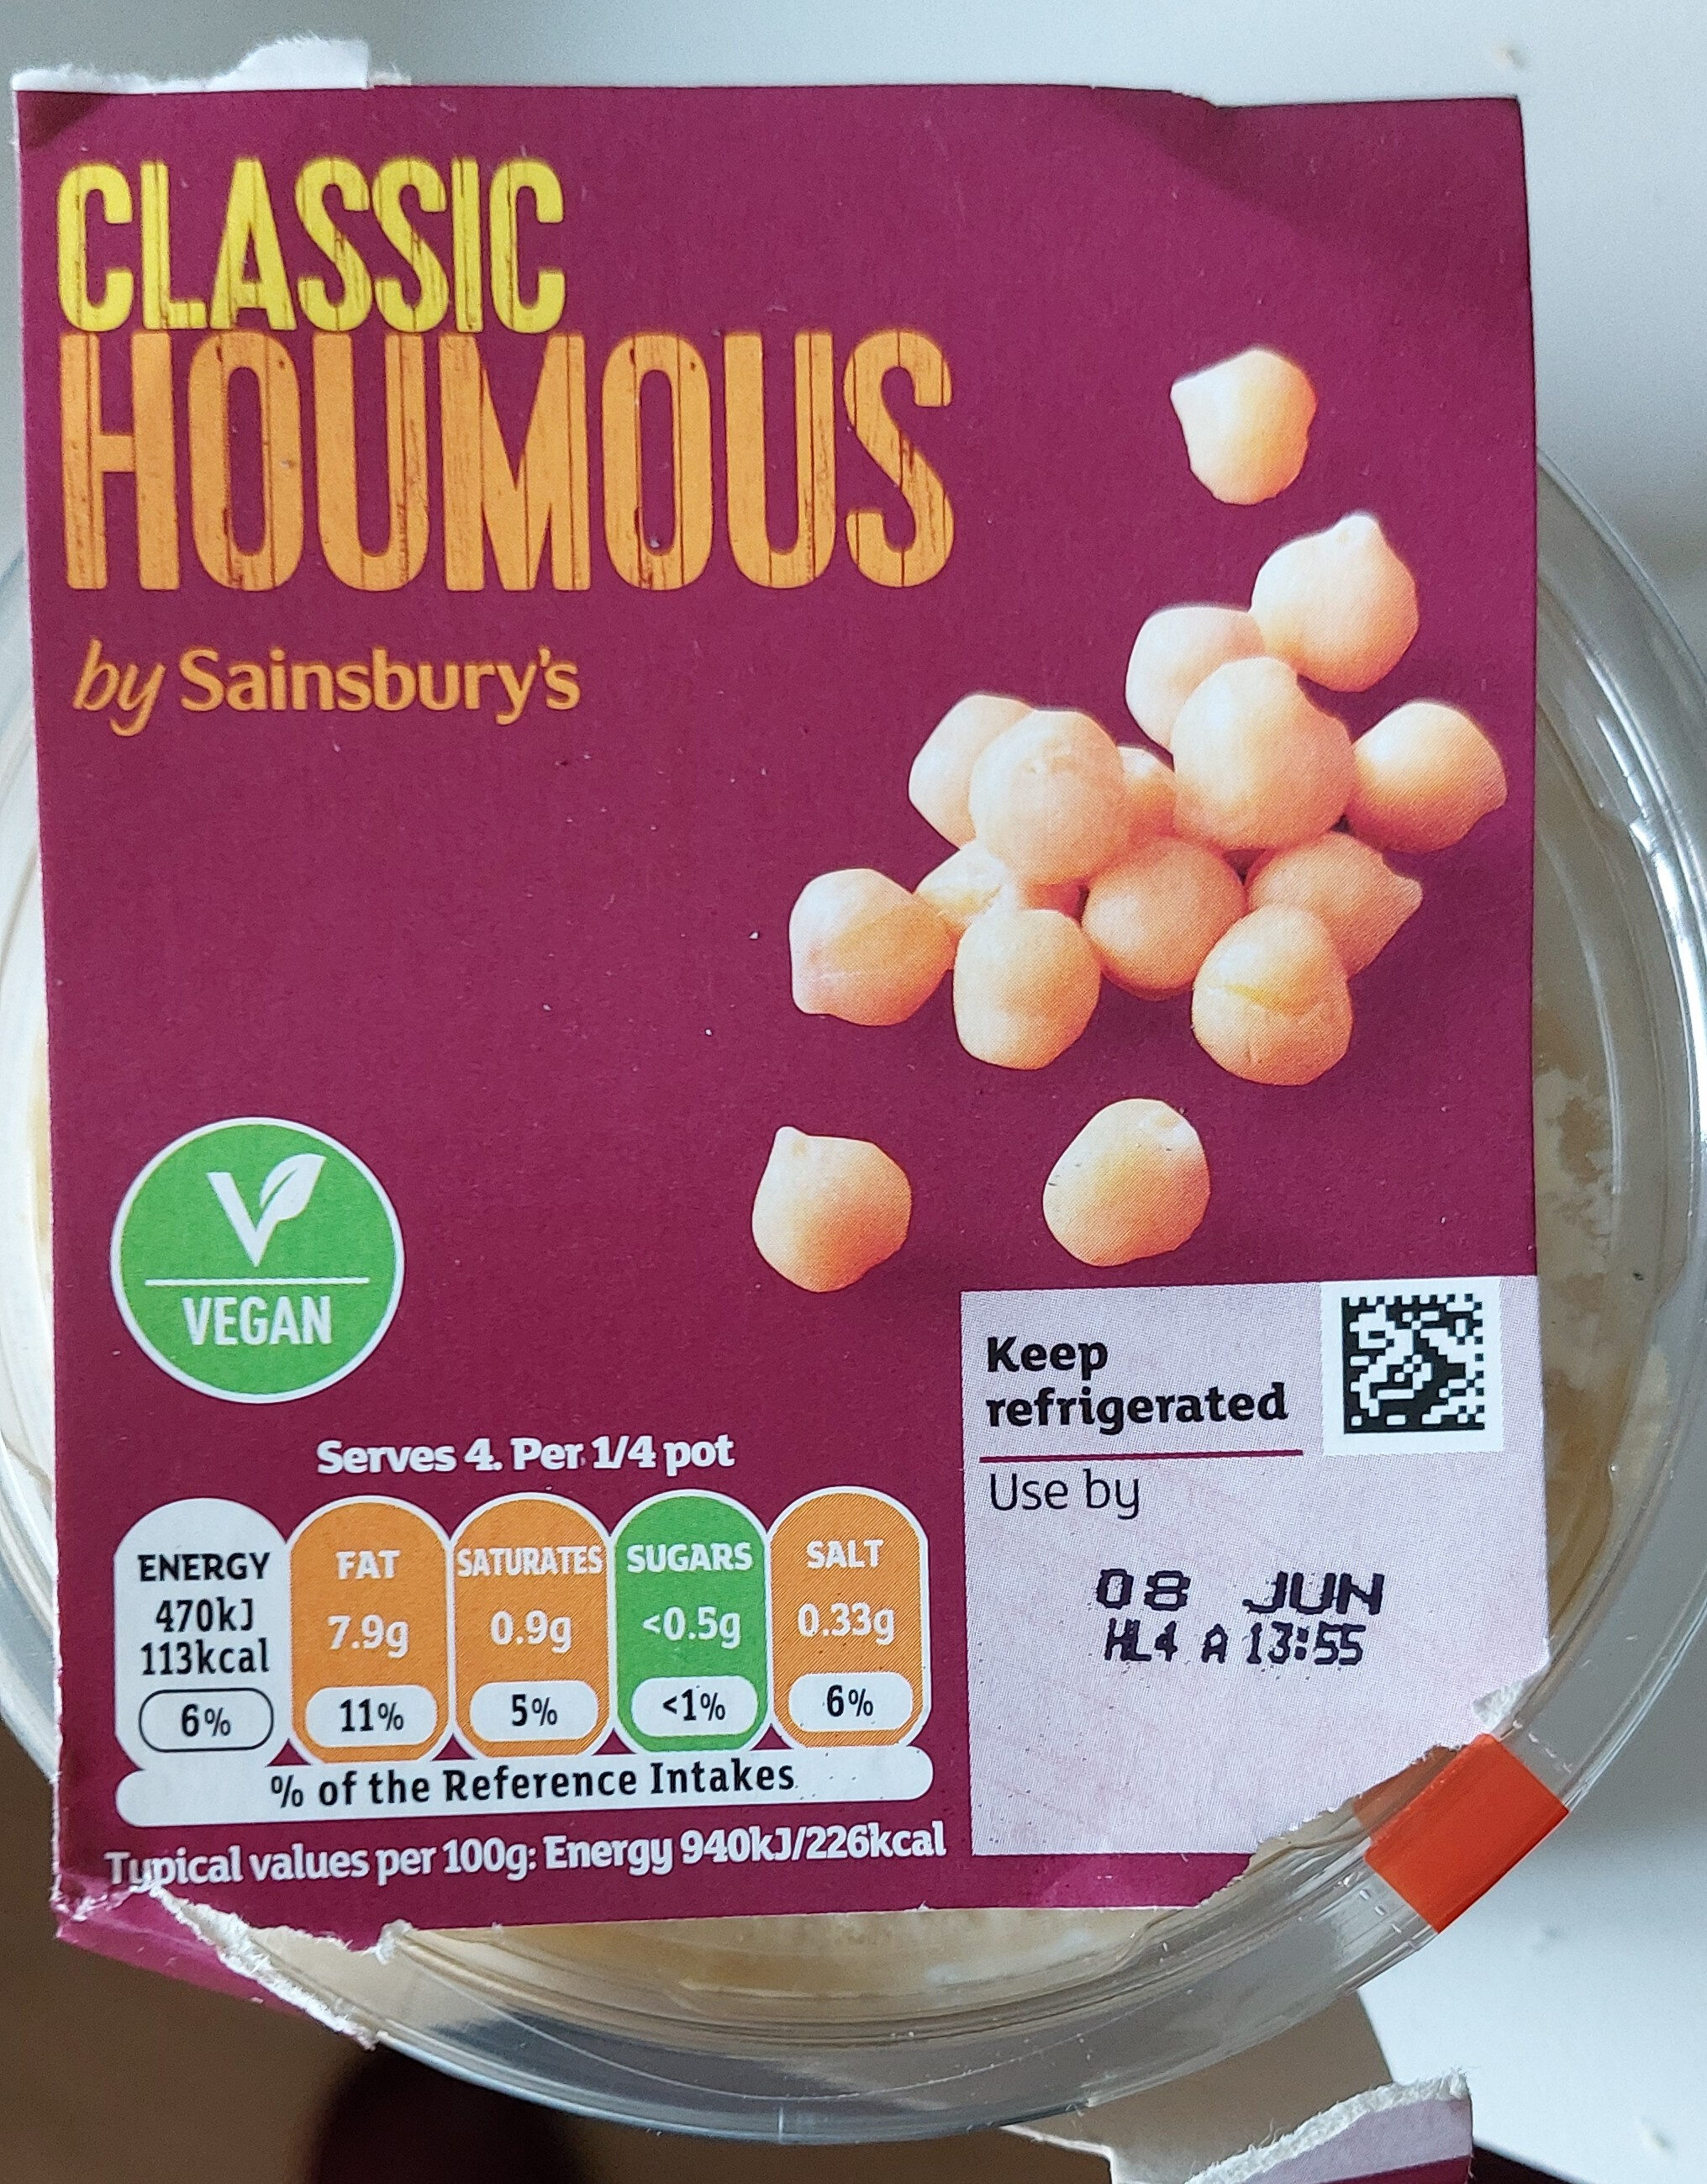 CLASSIC
HOUMOUS
by Sainsbury's
V
VEGAN
Keep
refrigerated
Use by
08 JUN
HL4 A 13:55
Serves 4. Per 1/4 pot
ENERGY
470kJ
113kcal
6%
FAT
7.9g
11%
SATURATES
0.9g
5%
SUGARS
<0.5g
<1%
SALT
0.33g
6%
% of the Reference Intakes
Typical values per 100g: Energy 940kJ/226kcal